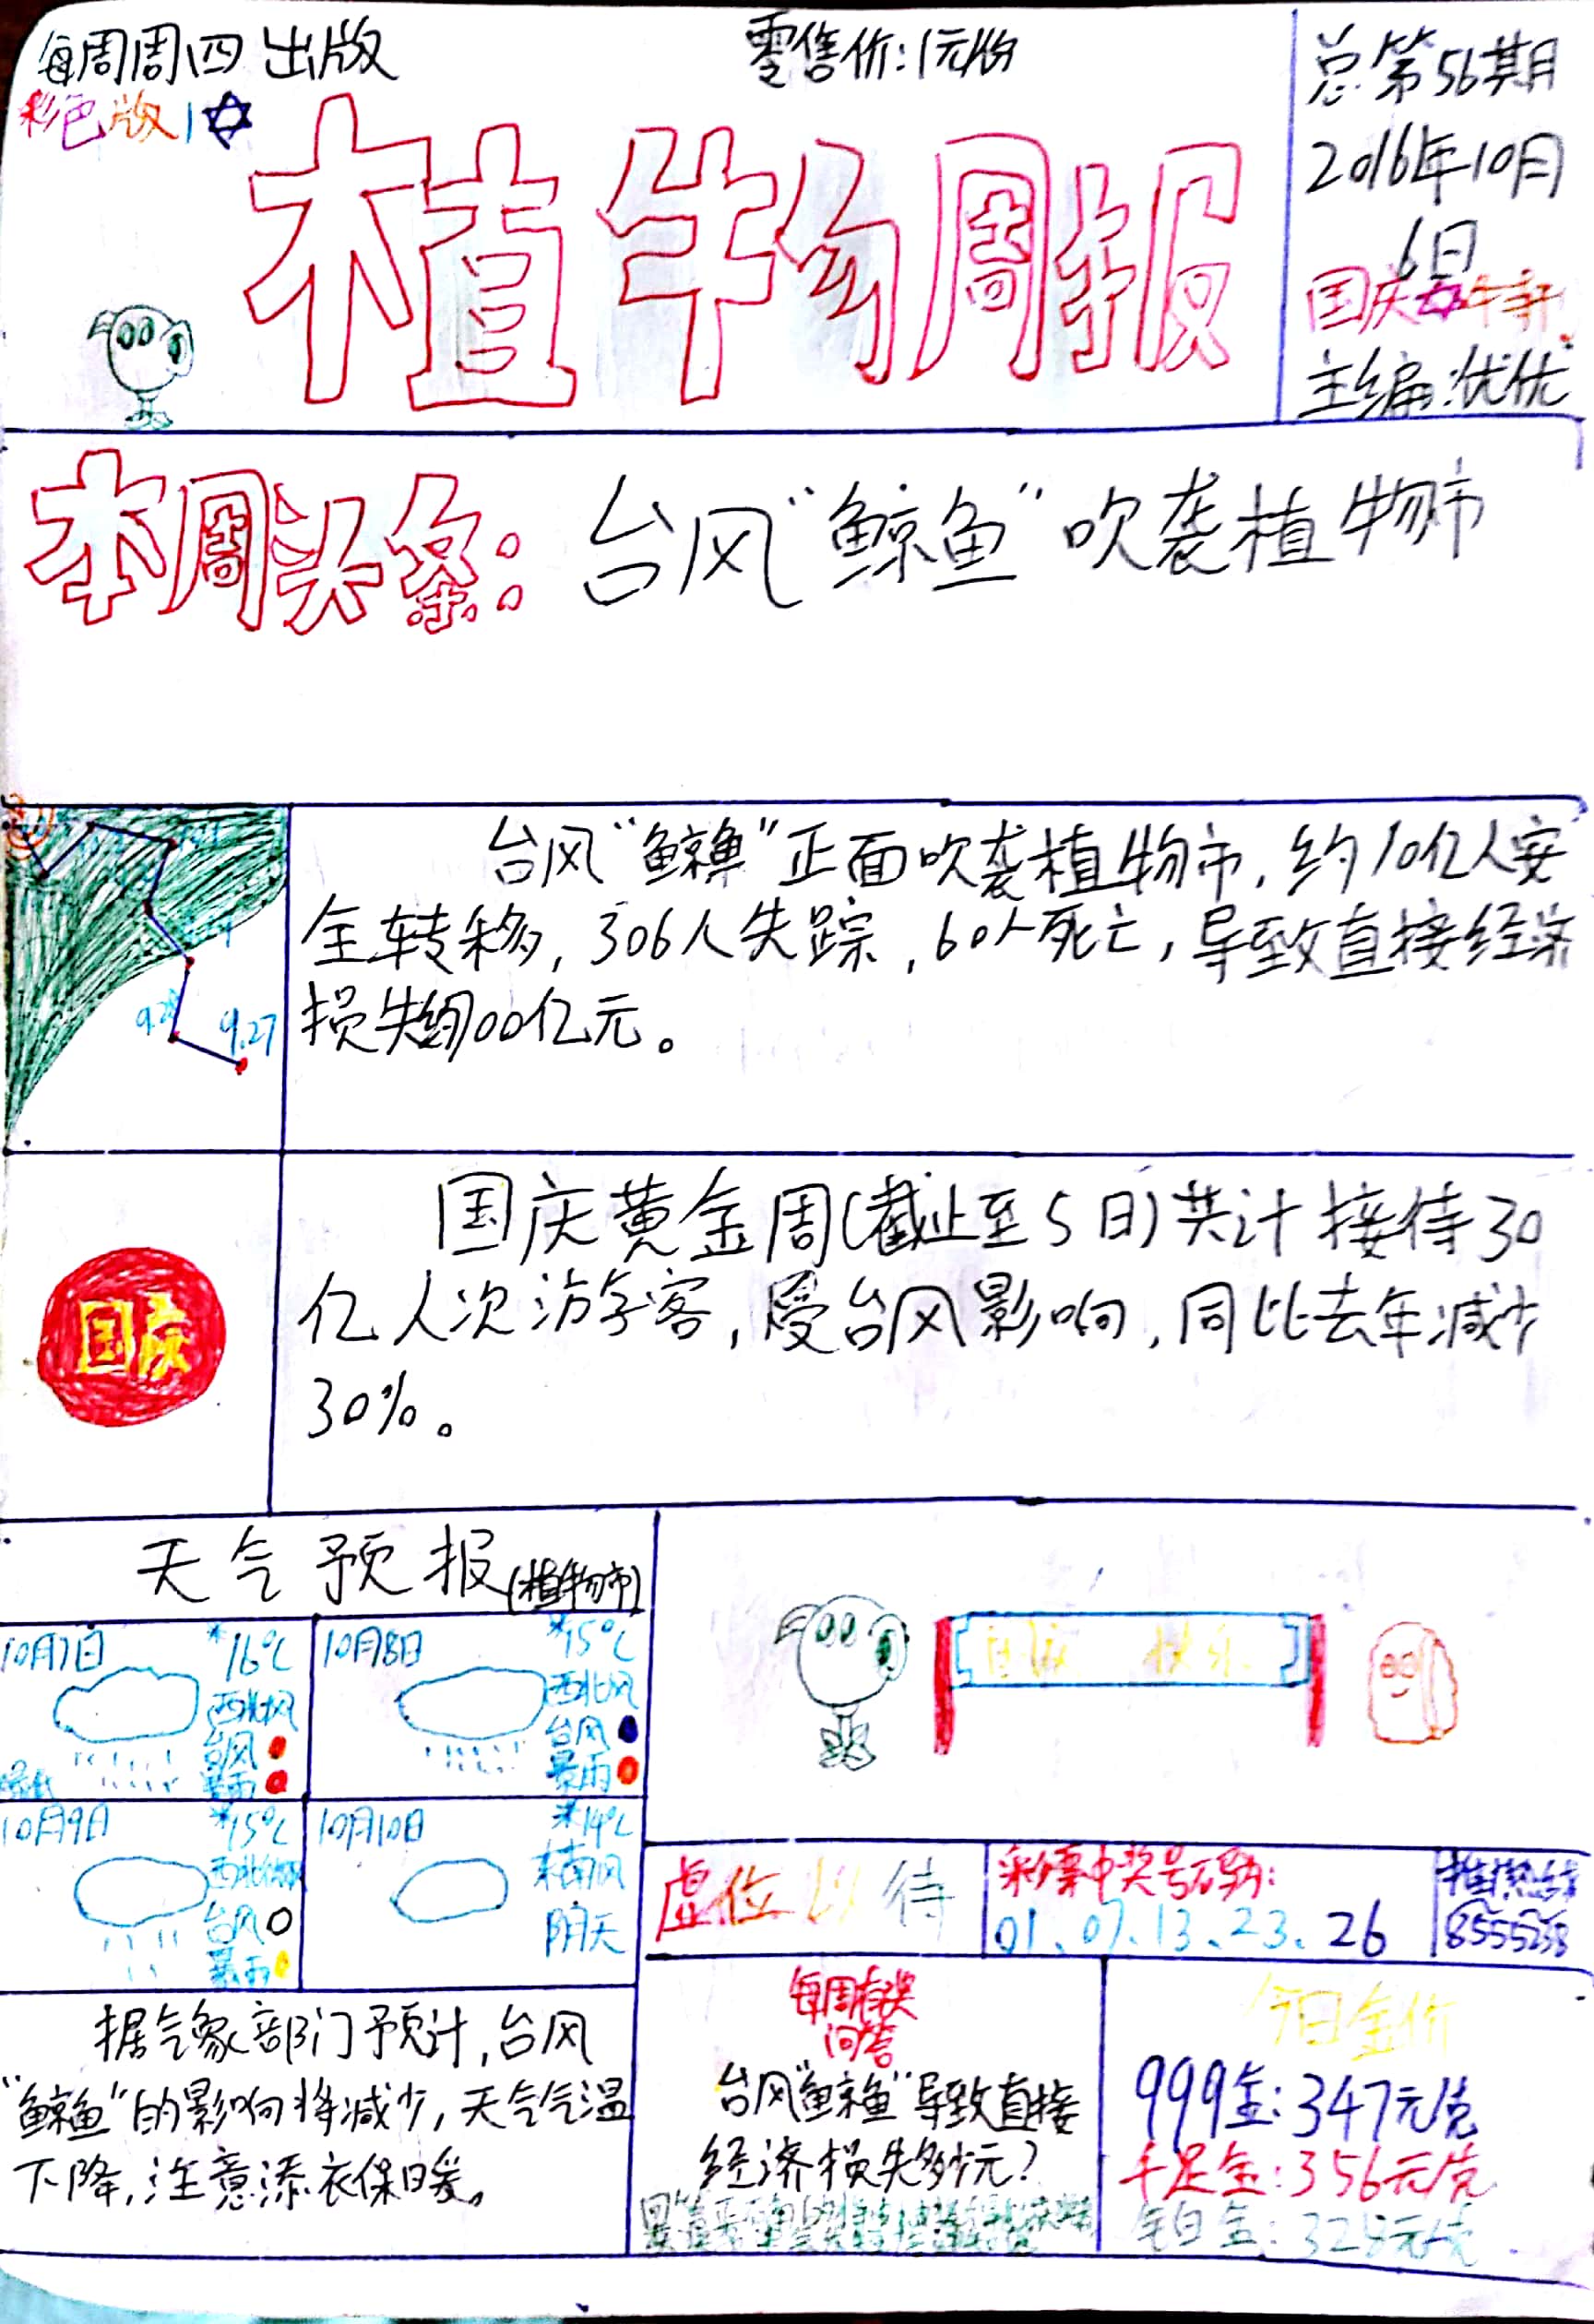 每周周四出版
零售价:1元/份
总第56期
彩色版
2016年10月
6日
植物周报
国庆
主编:优优
本周头条:台风“鲸鱼”吹袭植物市
台风“鲸鱼”正面吹袭植物市,约10亿人安
全转移,306人失踪,60人死亡,导致直接经济
损失约100亿元。
9.27
国庆黄金周(截止至5日)共计接待30
亿人次游客,受台风影响,同比去年减少
30%。
国庆
天气预报(植物市)
10月7日
16℃
西北风
台风
暴雨
10月8日
15℃
西北风
台风
暴雨
10月9日
15℃
西北风
台风
暴雨
10月10日
14℃
东南风
阴天
国庆 快乐
虚位以待
彩票中奖号码:
01、07、13、23、26
热线
据气象部门预计,台风
“鲸鱼”的影响将减少,天气气温
下降,注意添衣保暖。
每周有奖
问答
台风“鲸鱼”导致直接
经济损失多少元?
今日金价
999金:347元/克
千足金:356元/克
铂白金:328元/克